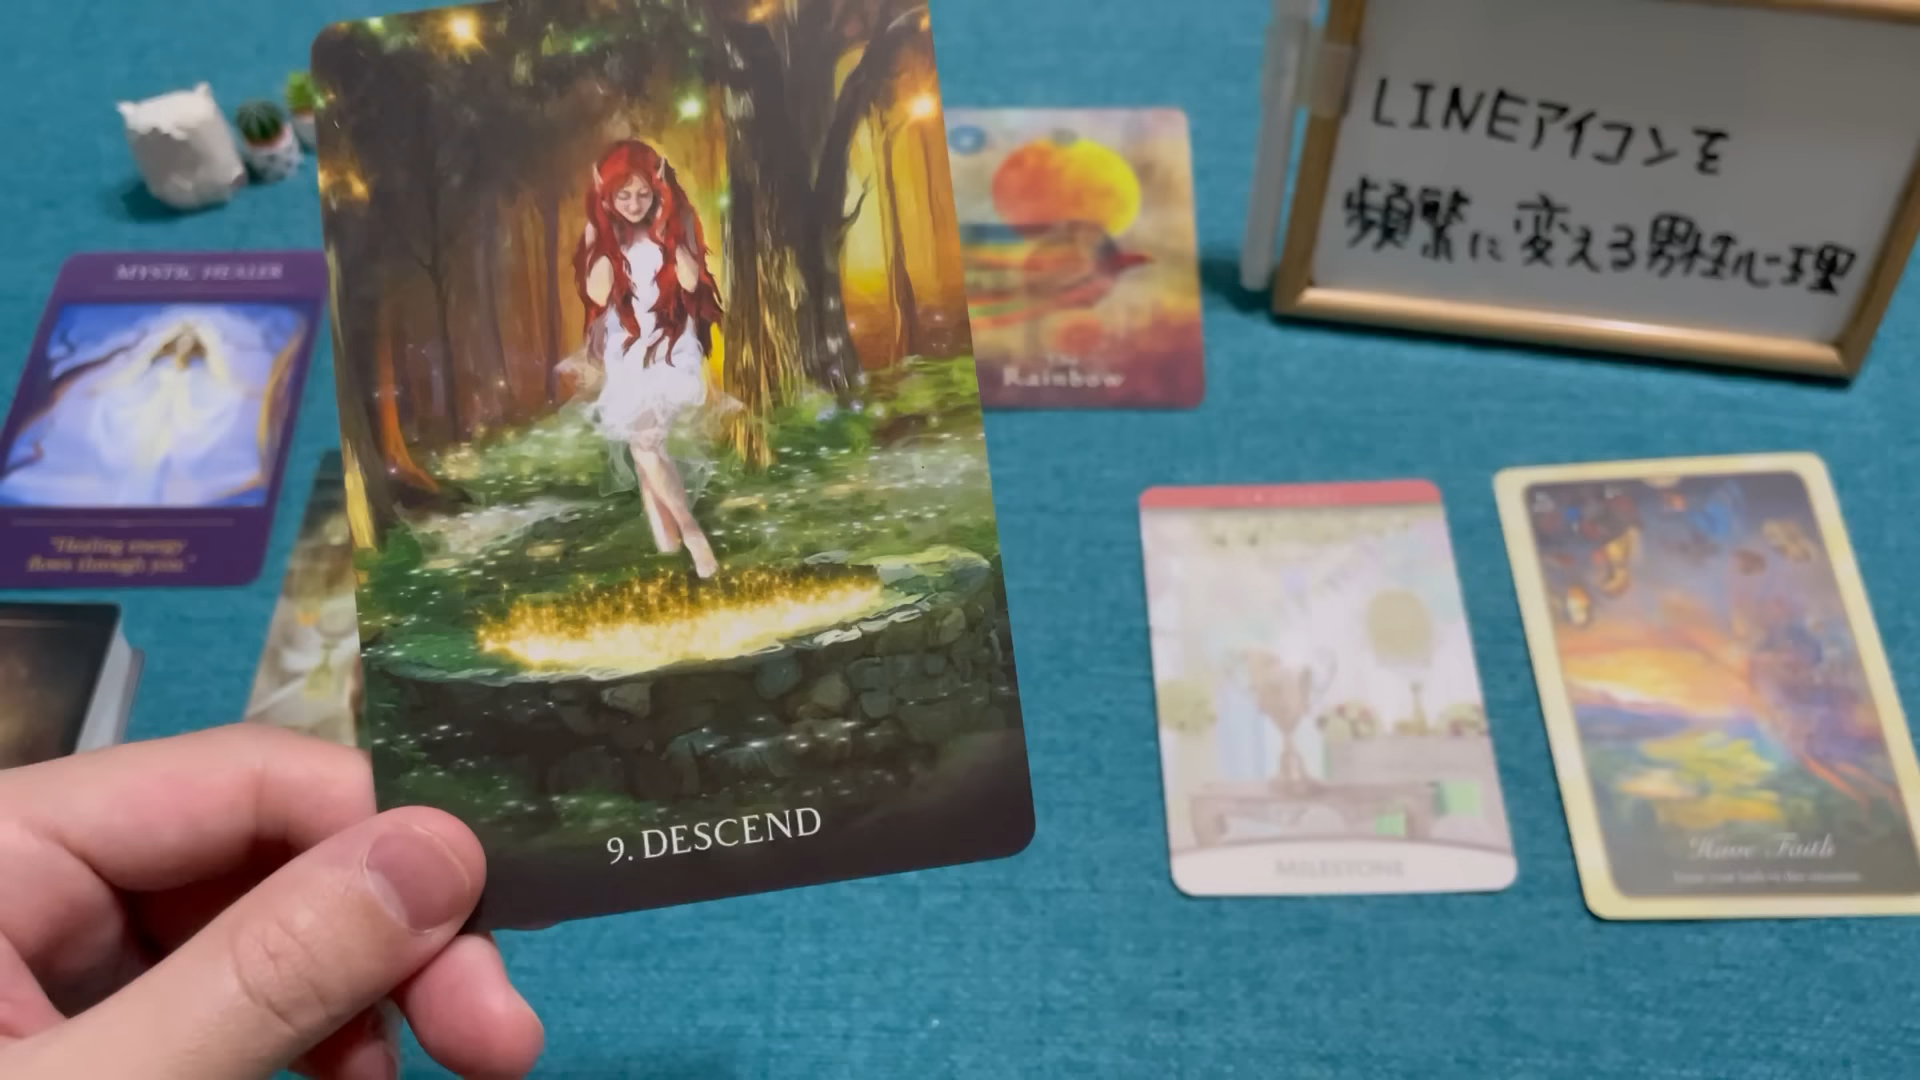 LINEアイコンを
頻繁に変える男性心理
MYSTIC HEALER
"Healing energy
flows through you."
The
Rainbow
9. DESCEND
MILESTONE
Have Faith